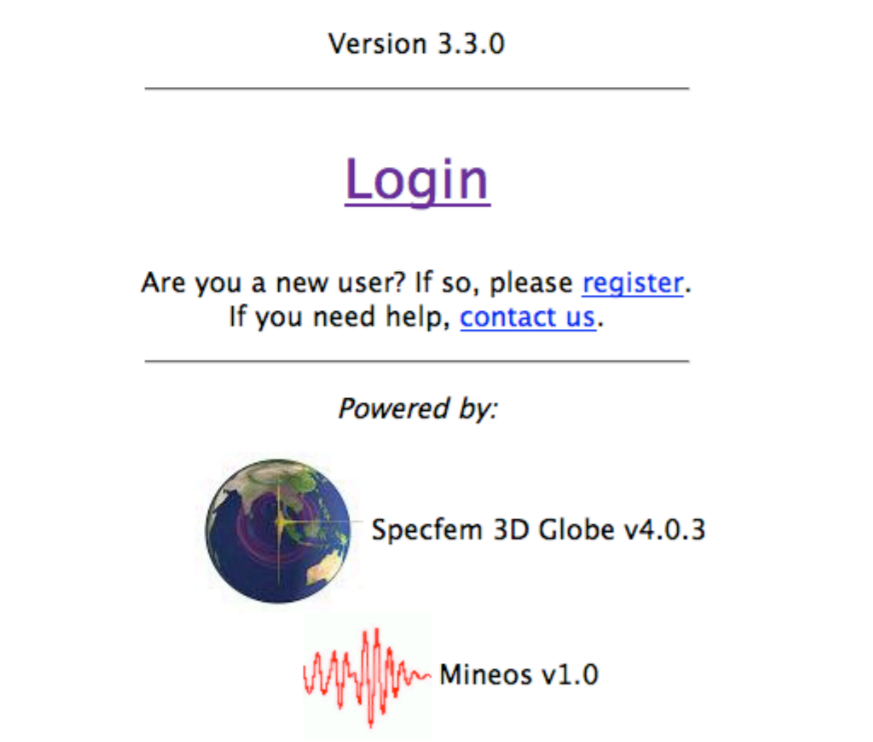 Version 3.3.0
Login
Are you a new user? If so, please register.
If you need help, contact us.
Powered by:
Specfem 3D Globe v4.0.3
Mineos v1.0